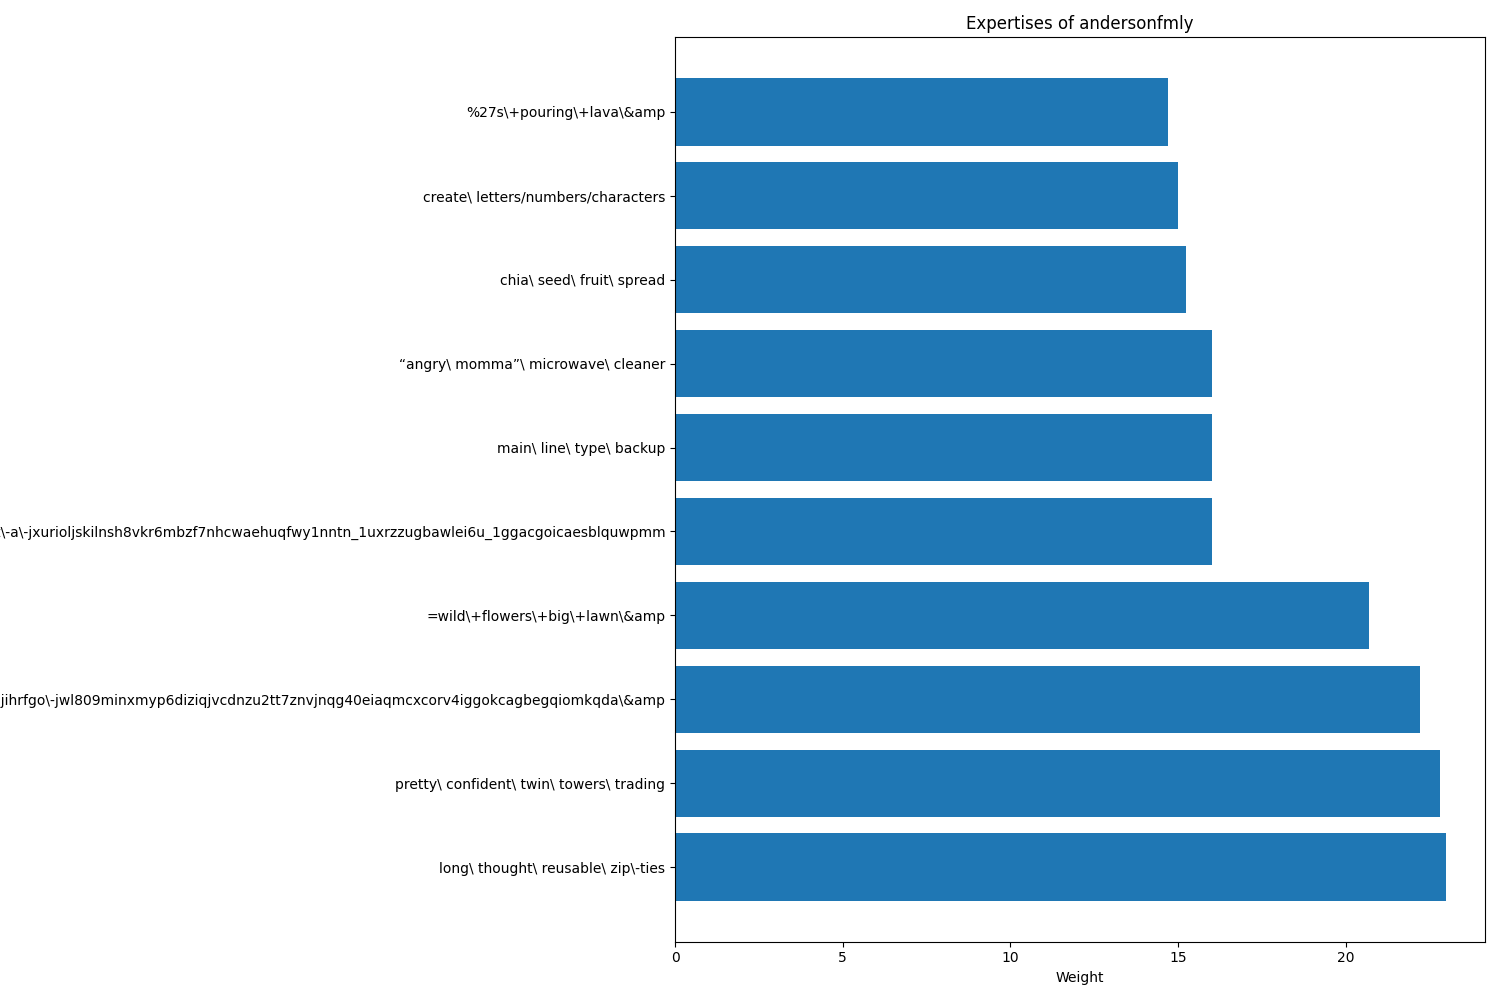 Expertises of andersonfmly
%27s\+pouring\+lava\&amp
create\ letters/numbers/characters
chia\ seed\ fruit\ spread
“angry\ momma”\ microwave\ cleaner
main\ line\ type\ backup
\-a\-jxurioljskilnsh8vkr6mbzf7nhcwaehuqfwy1nntn_1uxrzzugbawlei6u_1ggacgoicaesblquwpmm
=wild\+flowers\+big\+lawn\&amp
jihrfgo\-jwl809minxmyp6diziqjvcdnzu2tt7znvjnqg40eiaqmcxcorv4iggokcagbegqiomkqda\&amp
pretty\ confident\ twin\ towers\ trading
long\ thought\ reusable\ zip\-ties
0 5 10 15 20
Weight